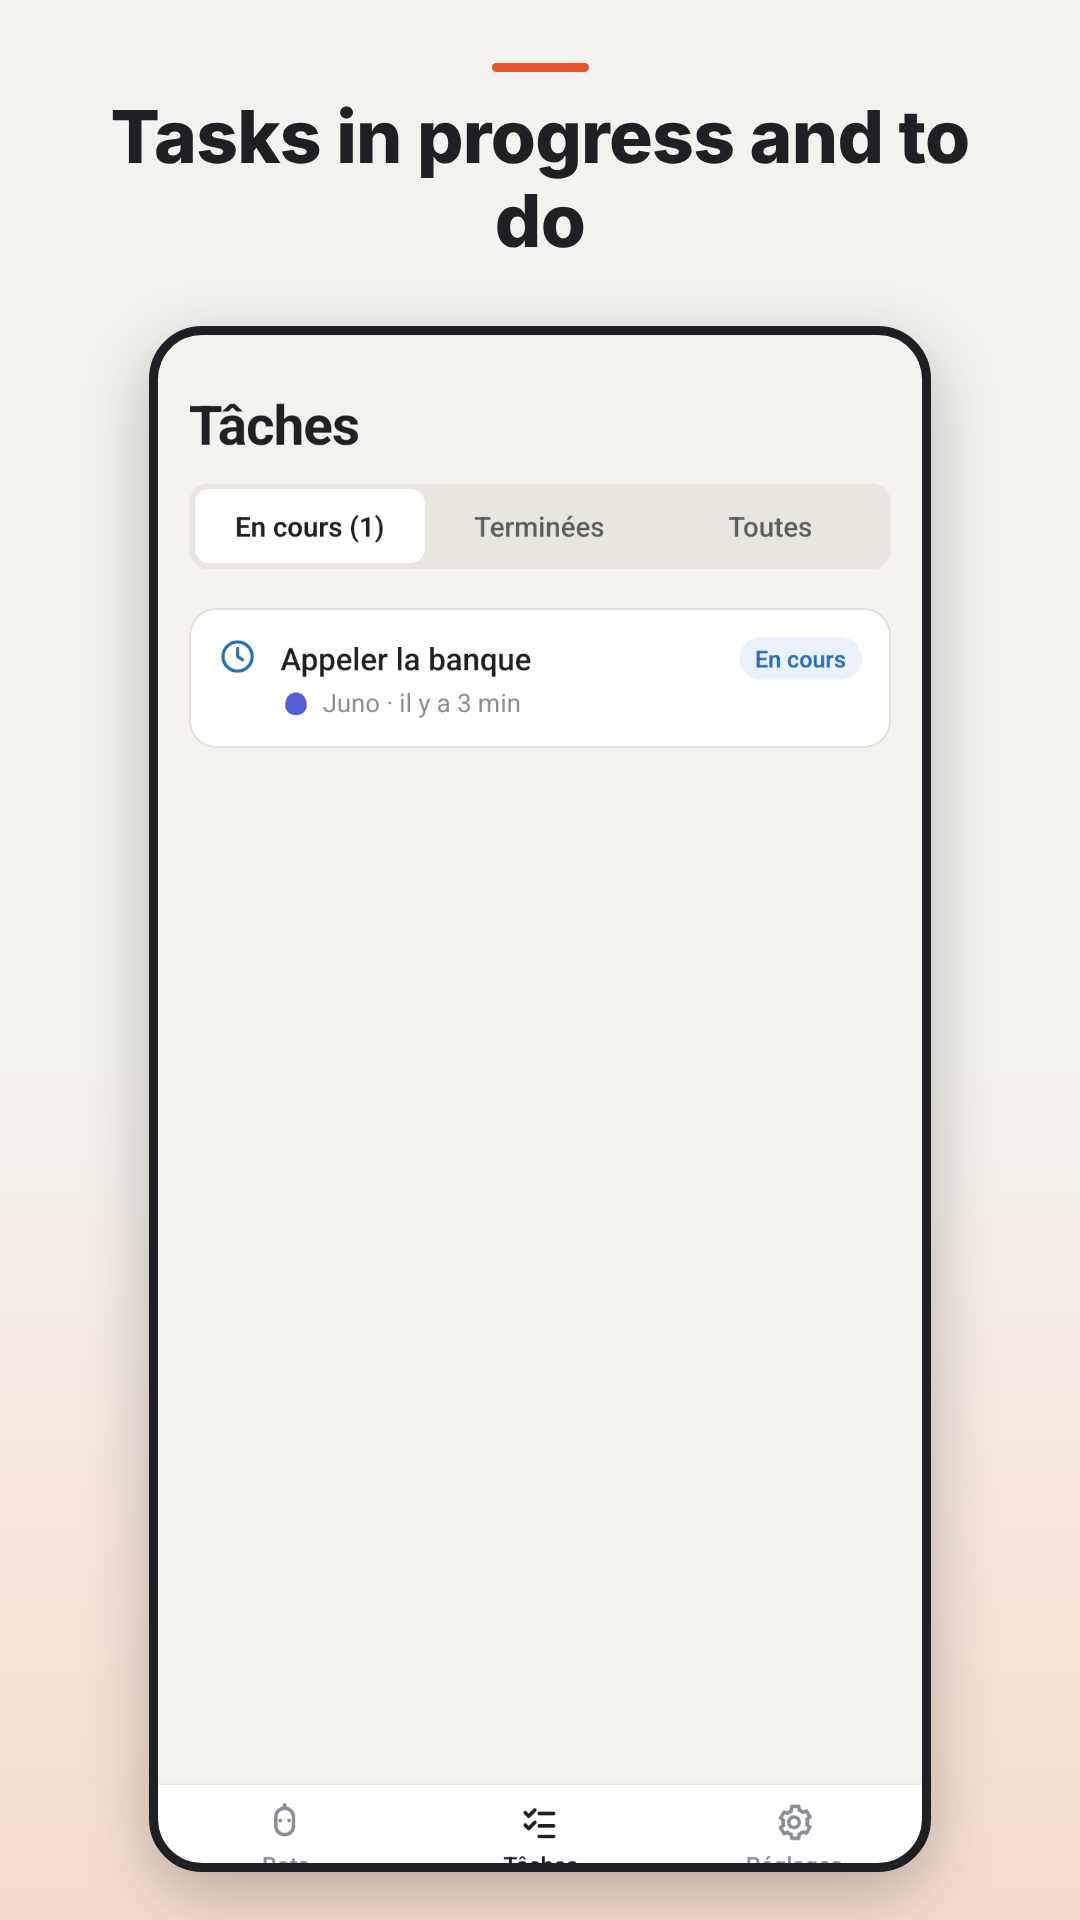 Tasks in progress and to
do
Tâches
En cours (1)
Terminées
Toutes
Appeler la banque
En cours
Juno · il y a 3 min
Tâches